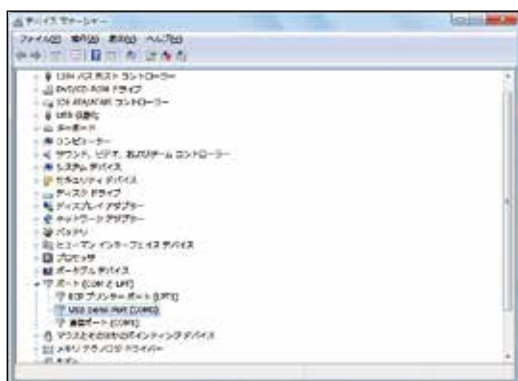 デバイス マネージャー
ファイル(F) 操作(A) 表示(V) ヘルプ(H)
バス ホスト コントローラー
DVD/CD-ROM ドライブ
IDE ATA/ATAPI コントローラー
USB
キーボード
コンピューター
サウンド、ビデオ、およびゲーム コントローラー
システム デバイス
セキュリティ デバイス
ディスク ドライブ
ディスプレイ アダプター
ネットワーク アダプター
バッテリ
ヒューマン インターフェイス デバイス
プロセッサ
ポータブル デバイス
ポート (COM と LPT)
ECP プリンター ポート (LPT1)
USB Serial Port
通信ポート (COM1)
マウスとそのほかのポインティング デバイス
メモリ テクノロジ ドライバー
モデム